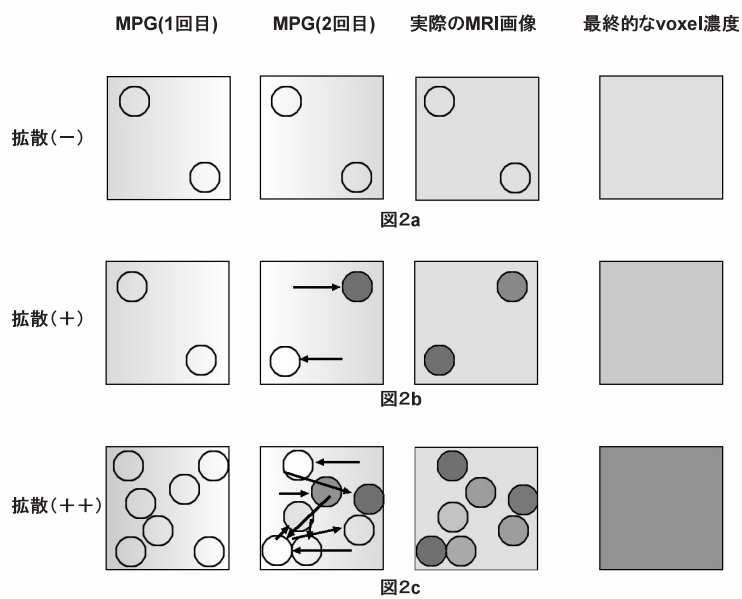 MPG(1回目) MPG(2回目) 実際のMRI画像 最終的なvoxel濃度
拡散(－)
図2a
拡散(＋)
図2b
拡散(＋＋)
図2c